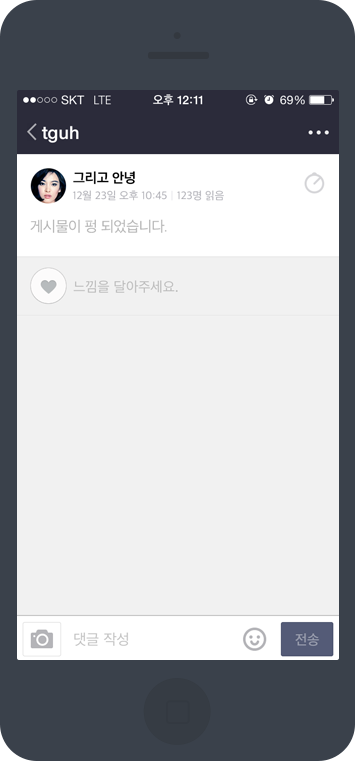 SKT LTE 오후 12:11 69%
tguh
그리고 안녕
12월 23일 오후 10:45 | 123명 읽음
게시물이 펑 되었습니다.
느낌을 달아주세요.
댓글 작성 전송